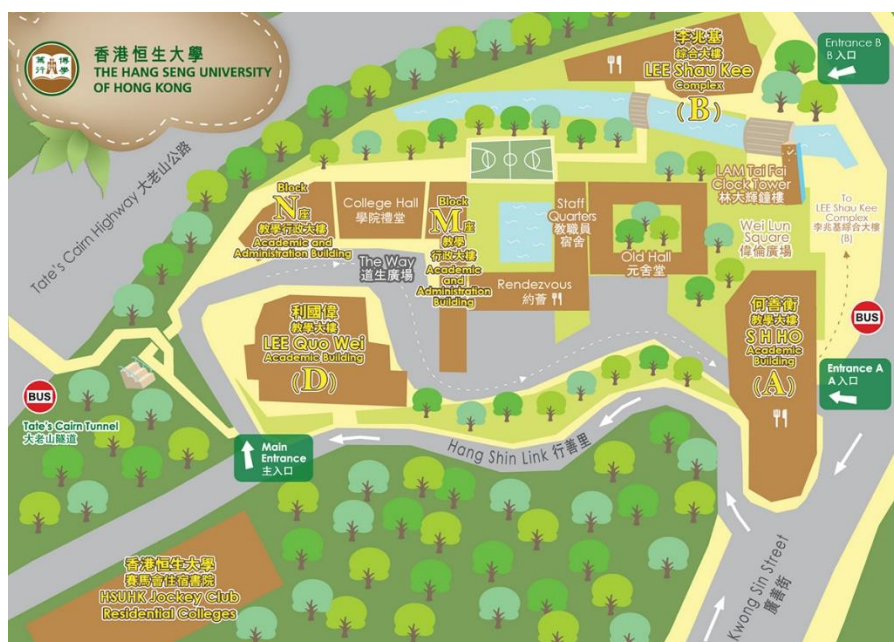 香港恒生大學
THE HANG SENG UNIVERSITY
OF HONG KONG
博學
篤行
李兆基
綜合大樓
LEE Shau Kee
Complex
(B)
Entrance B
B 入口
Tate's Cairn Highway 大老山公路
Block
N座
教學行政大樓
Academic and
Administration Building
College Hall
學院禮堂
Block
M座
教學
行政大樓
Academic
and
Administration
Building
Staff
Quarters
教職員
宿舍
Old Hall
元舍堂
LAM Tai Fai
Clock Tower
林大輝鐘樓
Wei Lun
Square
偉倫廣場
To
LEE Shau Kee
Complex
李兆基綜合大樓
(B)
The Way
道生廣場
Rendezvous
約薈
利國偉
教學大樓
LEE Quo Wei
Academic Building
(D)
何善衡
教學大樓
S H HO
Academic
Building
(A)
BUS
Entrance A
A 入口
BUS
Tate's Cairn Tunnel
大老山隧道
Main
Entrance
主入口
Hang Shin Link 行善里
Kwong Sin Street
廣善街
香港恒生大學
賽馬會住宿書院
HSUHK Jockey Club
Residential Colleges